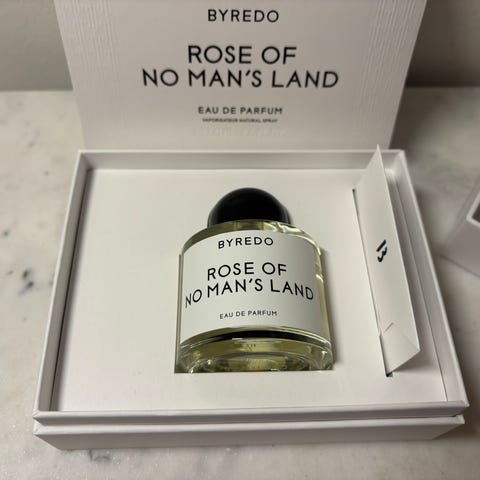 BYREDO
ROSE OF
NO MAN'S LAND
EAU DE PARFUM
VAPORISATEUR NATURAL SPRAY
BYREDO
ROSE OF
NO MAN'S LAND
EAU DE PARFUM
B